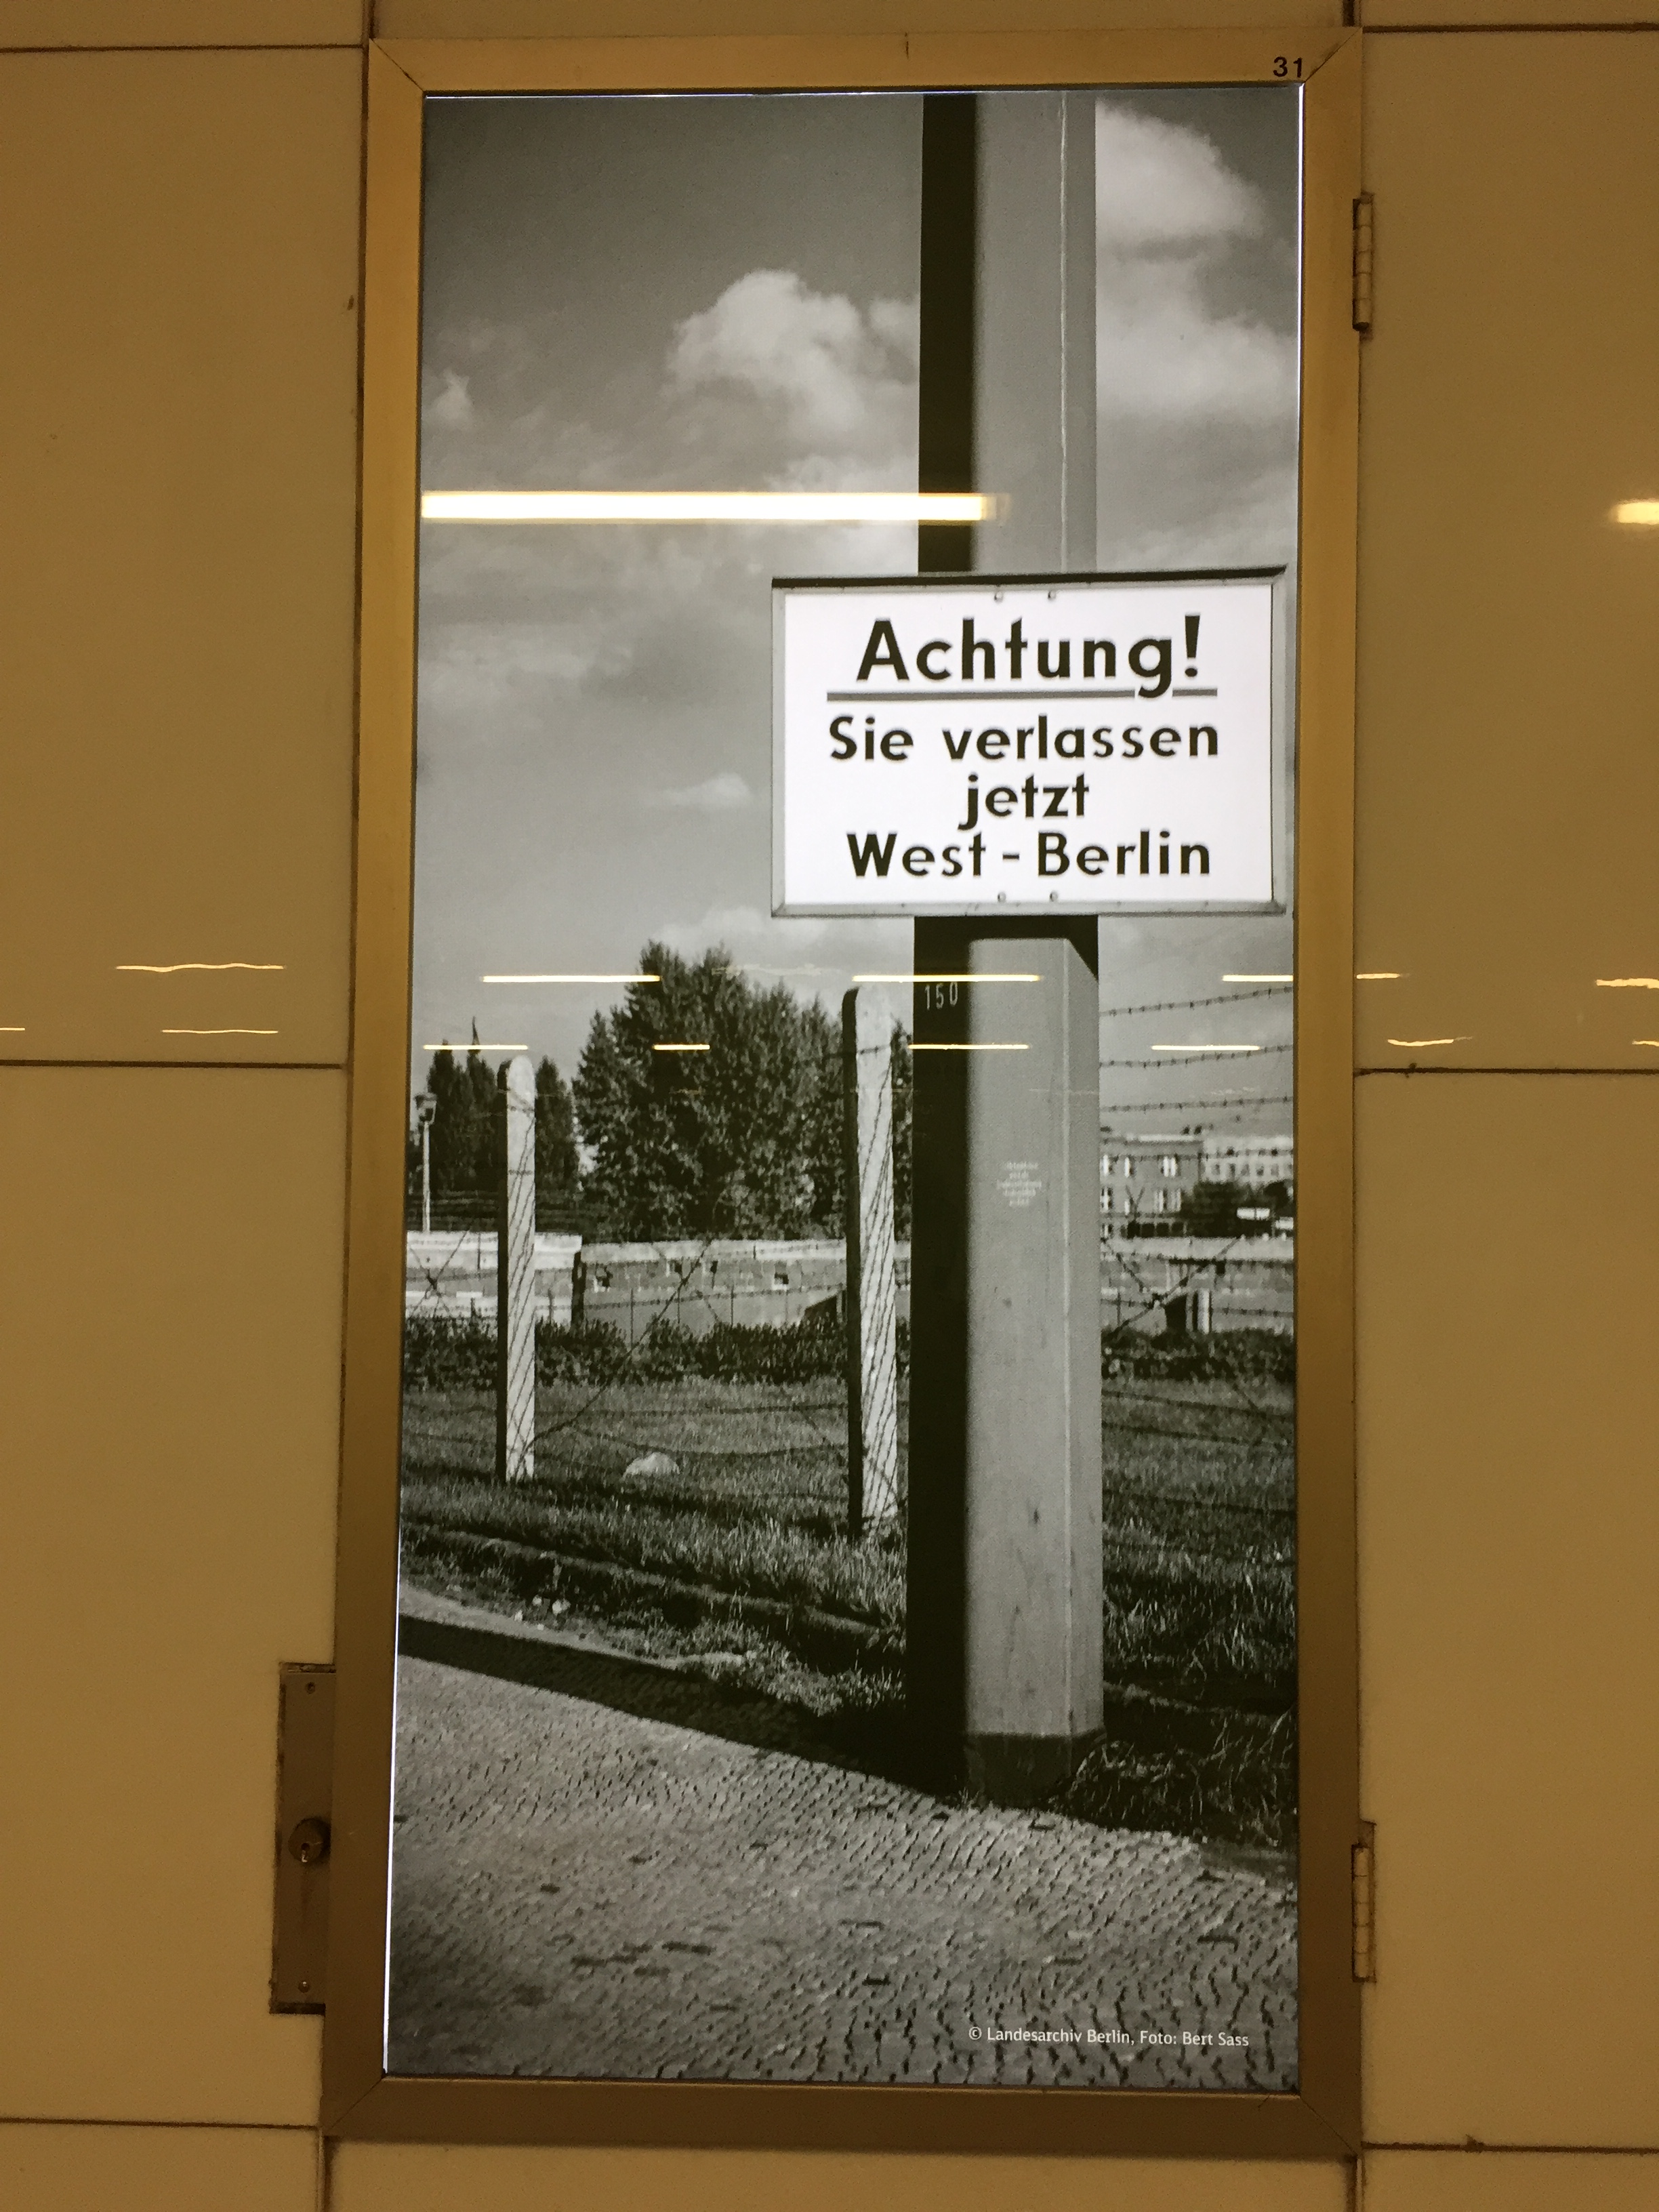 31
Achtung!
Sie verlassen
jetzt
West-Berlin
150
© Landesarchiv Berlin, Foto: Bert Sass